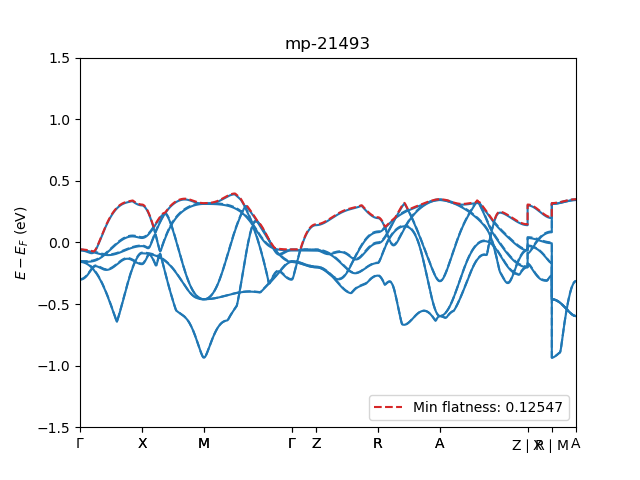 mp-21493
E − E_F (eV)
1.5
1.0
0.5
0.0
−0.5
−1.0
−1.5
Min flatness: 0.12547
Γ X M Γ Z R A Z | X R | M A